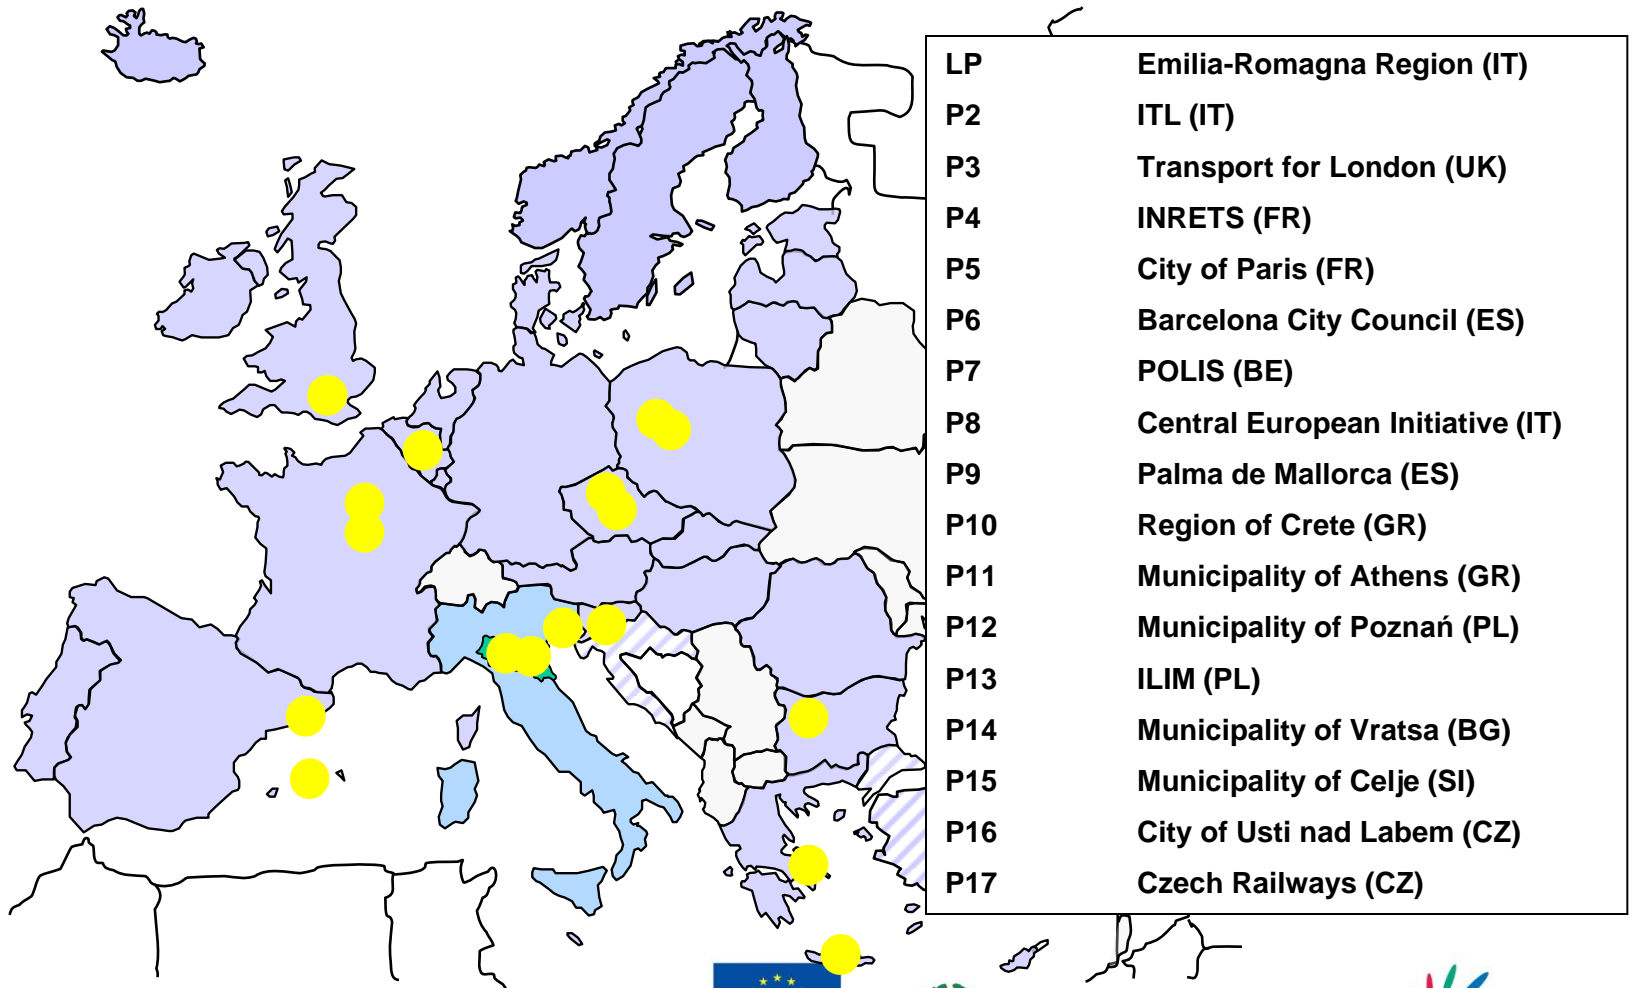 LP Emilia-Romagna Region (IT)
P2 ITL (IT)
P3 Transport for London (UK)
P4 INRETS (FR)
P5 City of Paris (FR)
P6 Barcelona City Council (ES)
P7 POLIS (BE)
P8 Central European Initiative (IT)
P9 Palma de Mallorca (ES)
P10 Region of Crete (GR)
P11 Municipality of Athens (GR)
P12 Municipality of Poznań (PL)
P13 ILIM (PL)
P14 Municipality of Vratsa (BG)
P15 Municipality of Celje (SI)
P16 City of Usti nad Labem (CZ)
P17 Czech Railways (CZ)